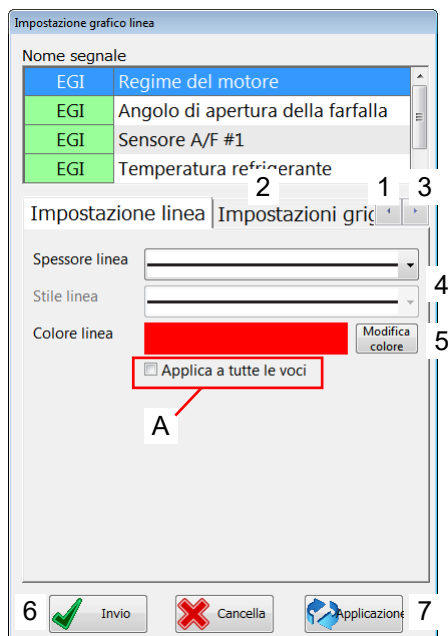 Impostazione grafico linea
Nome segnale
EGI Regime del motore
EGI Angolo di apertura della farfalla
EGI Sensore A/F #1
EGI Temperatura refrigerante
2 1 3
Impostazione linea Impostazioni grig
Spessore linea
4
Stile linea
Colore linea Modifica colore 5
Applica a tutte le voci
A
6 Invio Cancella Applicazione 7